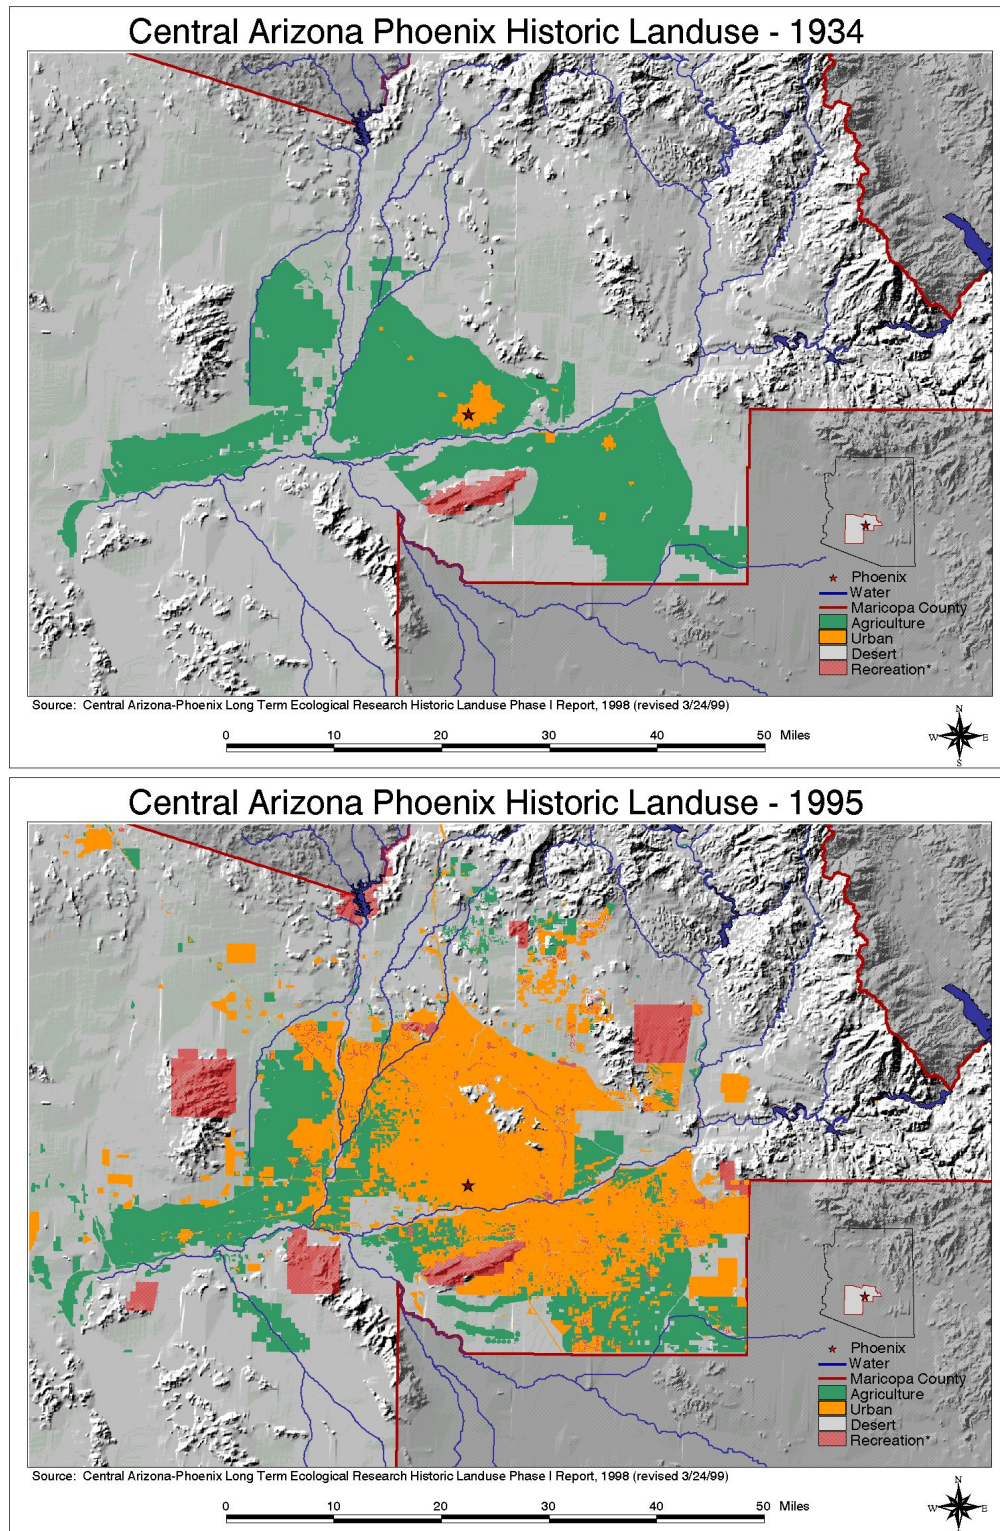 Central Arizona Phoenix Historic Landuse - 1934
Phoenix
Water
Maricopa County
Agriculture
Urban
Desert
Recreation*
Source: Central Arizona-Phoenix Long Term Ecological Research Historic Landuse Phase I Report, 1998 (revised 3/24/99)
0 10 20 30 40 50 Miles
N
W E
S
Central Arizona Phoenix Historic Landuse - 1995
Phoenix
Water
Maricopa County
Agriculture
Urban
Desert
Recreation*
Source: Central Arizona-Phoenix Long Term Ecological Research Historic Landuse Phase I Report, 1998 (revised 3/24/99)
0 10 20 30 40 50 Miles
N
W E